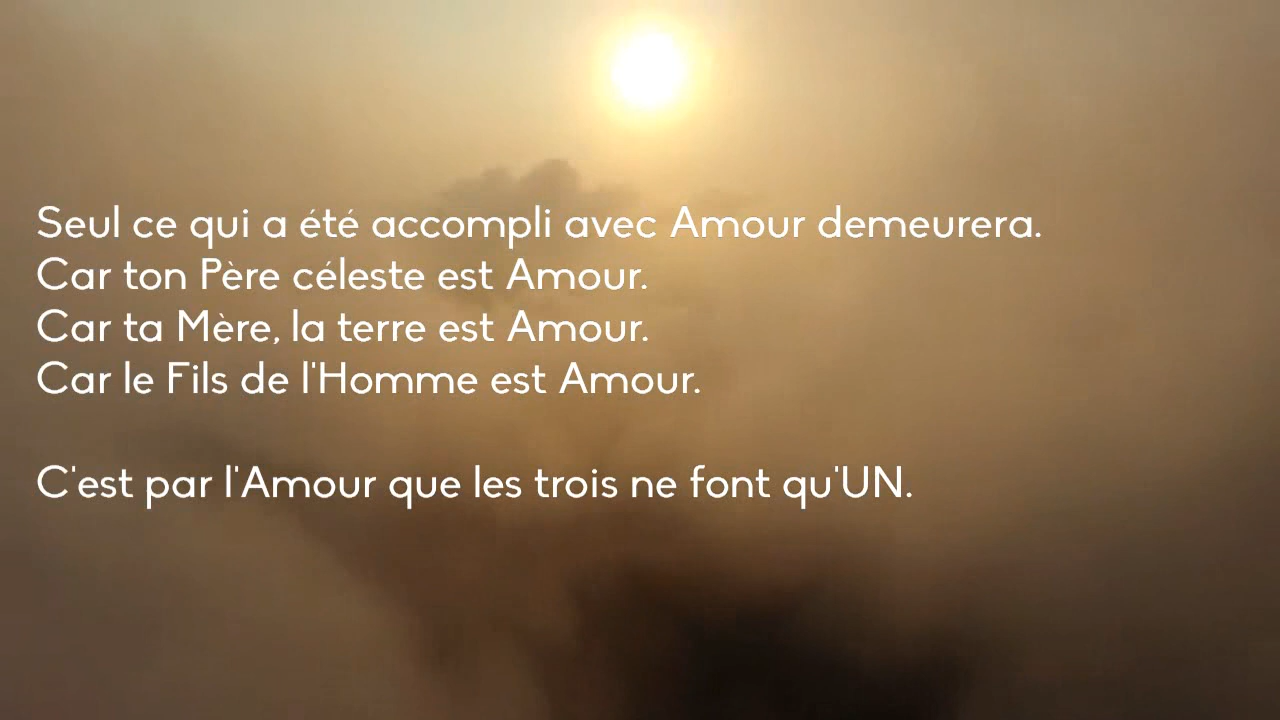 Seul ce qui a été accompli avec Amour demeurera.
Car ton Père céleste est Amour.
Car ta Mère, la terre est Amour.
Car le Fils de l'Homme est Amour.
C'est par l'Amour que les trois ne font qu'UN.